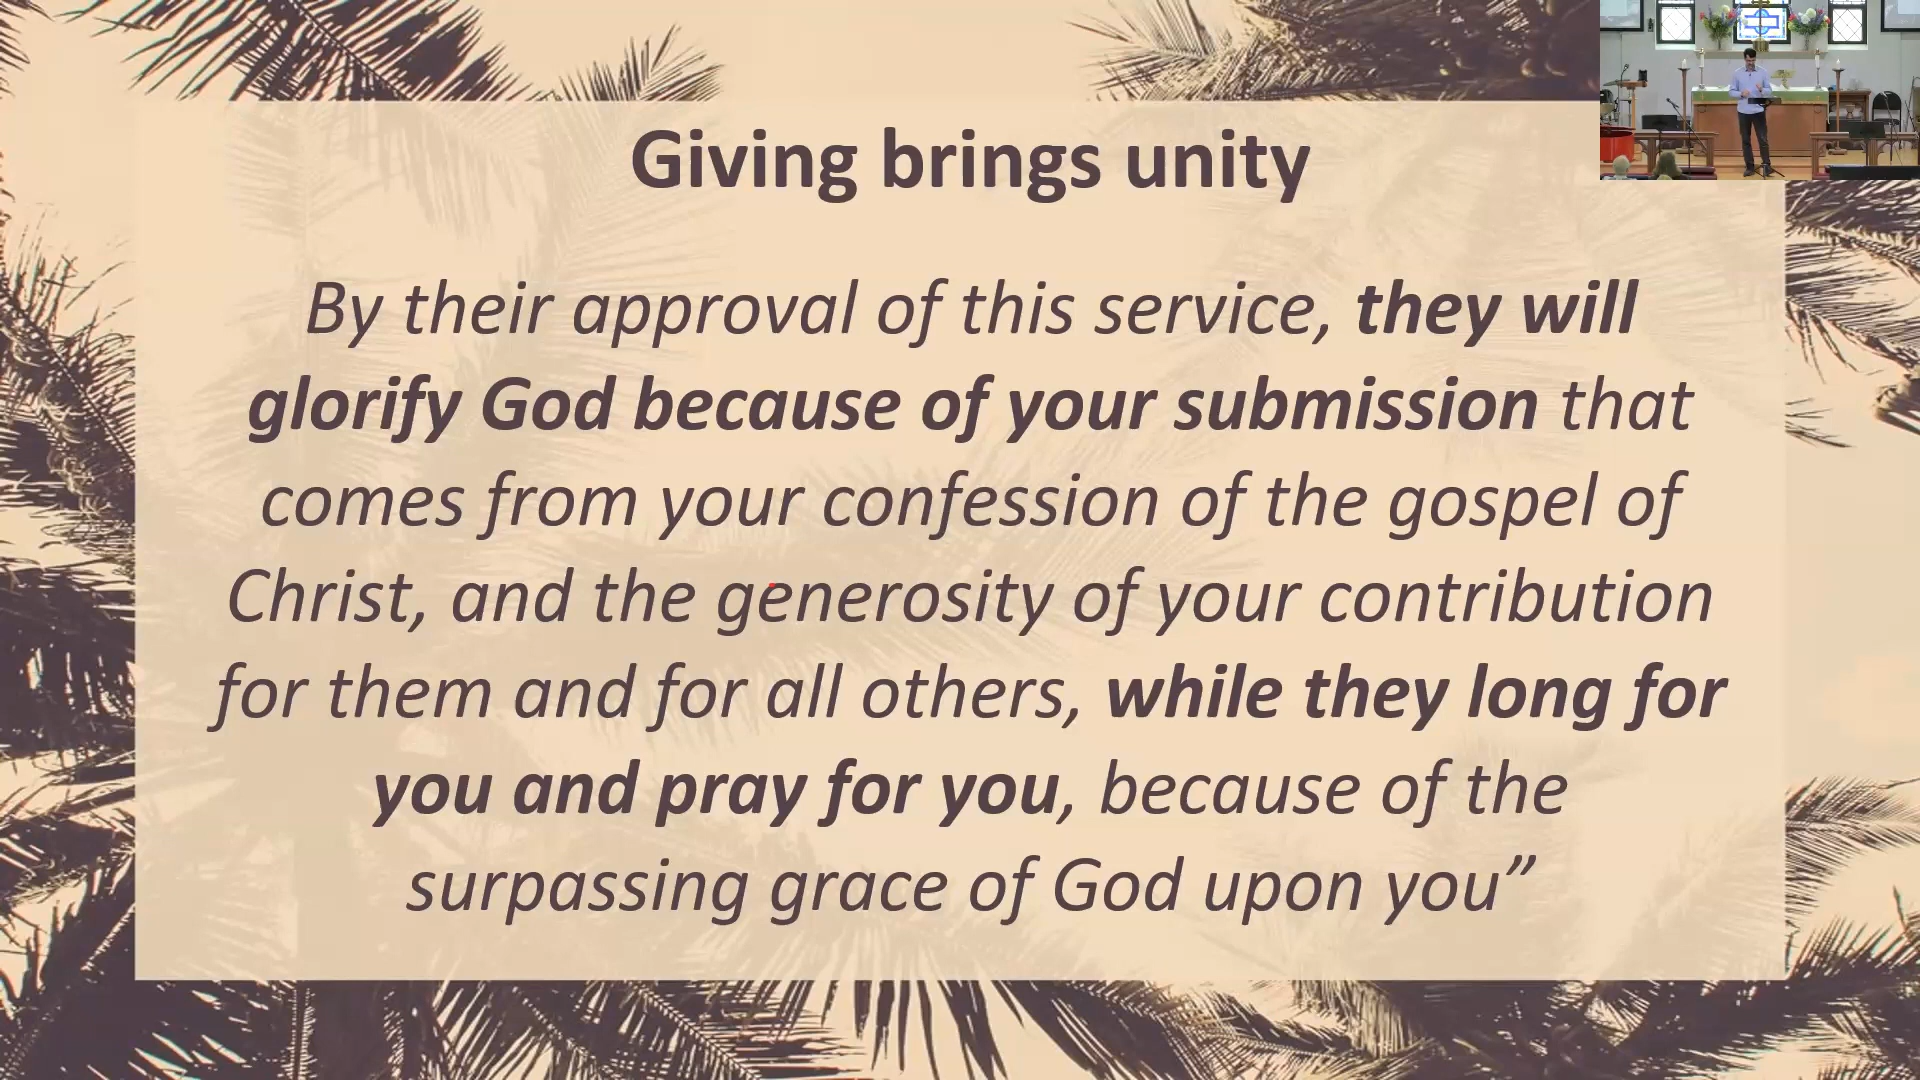 Giving brings unity
By their approval of this service, they will
glorify God because of your submission that
comes from your confession of the gospel of
Christ, and the generosity of your contribution
for them and for all others, while they long for
you and pray for you, because of the
surpassing grace of God upon you”